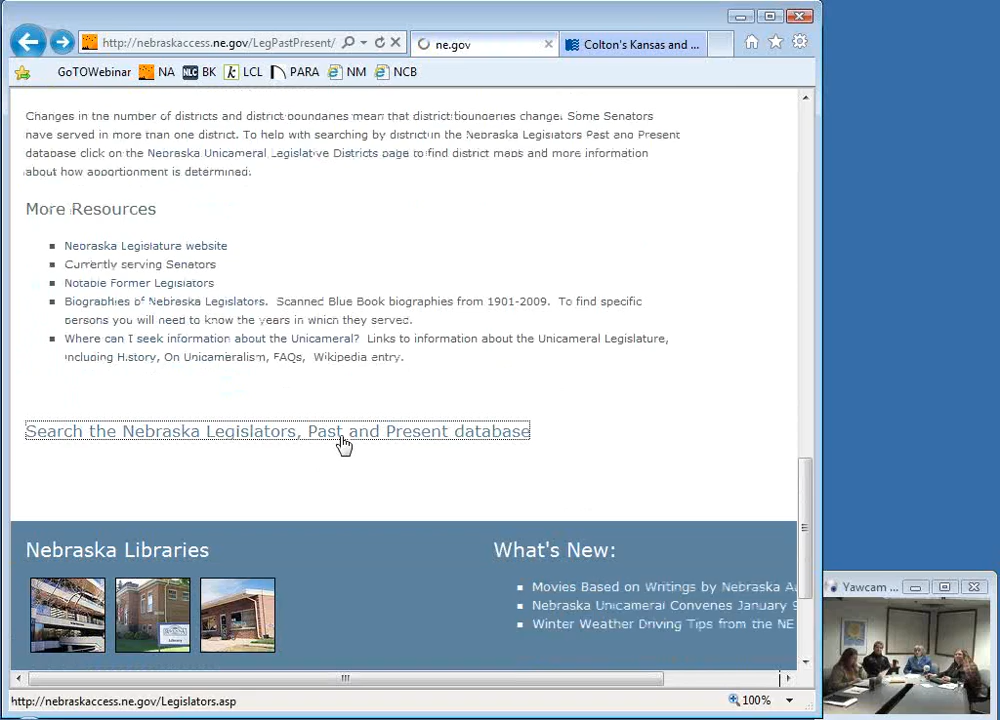 http://nebraskaccess.ne.gov/LegPastPresent/
ne.gov
Colton's Kansas and ...
GoTOWebinar NA NLC BK k LCL PARA NM NCB
Changes in the number of districts and district boundaries mean that district boundaries change. Some Senators
have served in more than one district. To help with searching by district in the Nebraska Legislators Past and Present
database click on the Nebraska Unicameral Legislative Districts page to find district maps and more information
about how apportionment is determined.
More Resources
Nebraska Legislature website
Currently serving Senators
Notable Former Legislators
Biographies of Nebraska Legislators. Scanned Blue Book biographies from 1901-2009. To find specific
persons you will need to know the years in which they served.
Where can I seek information about the Unicameral? Links to information about the Unicameral Legislature,
including History, On Unicameralism, FAQs, Wikipedia entry.
Search the Nebraska Legislators, Past and Present database
Nebraska Libraries
What's New:
Movies Based on Writings by Nebraska
Nebraska Unicameral Convenes January 9
Winter Weather Driving Tips from the NE
http://nebraskaccess.ne.gov/Legislators.asp
100%
Yawcam ...